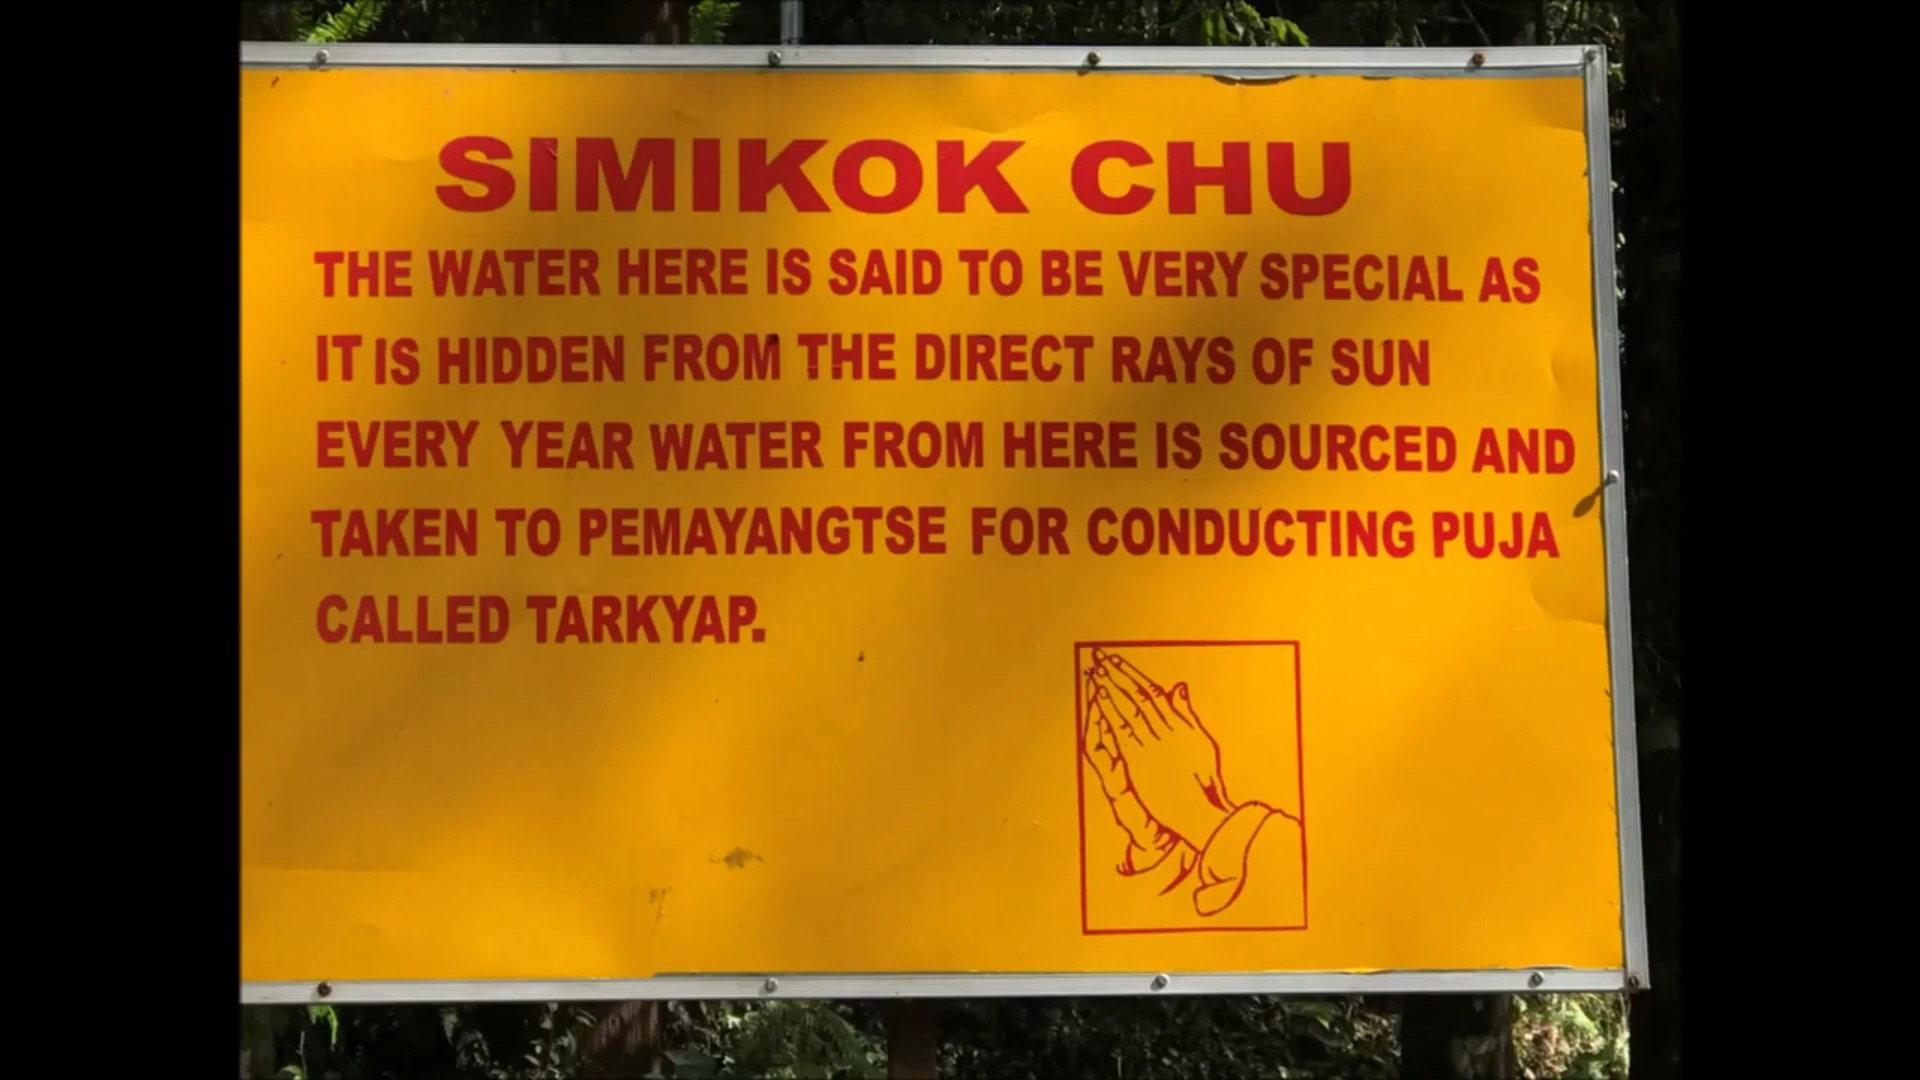 SIMIKOK CHU
THE WATER HERE IS SAID TO BE VERY SPECIAL AS
IT IS HIDDEN FROM THE DIRECT RAYS OF SUN
EVERY YEAR WATER FROM HERE IS SOURCED AND
TAKEN TO PEMAYANGTSE FOR CONDUCTING PUJA
CALLED TARKYAP.